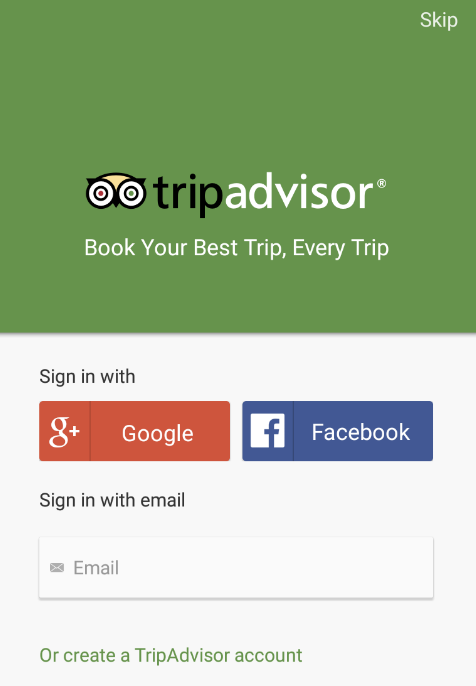 Skip
tripadvisor®
Book Your Best Trip, Every Trip
Sign in with
g+ Google
Facebook
Sign in with email
Email
Or create a TripAdvisor account